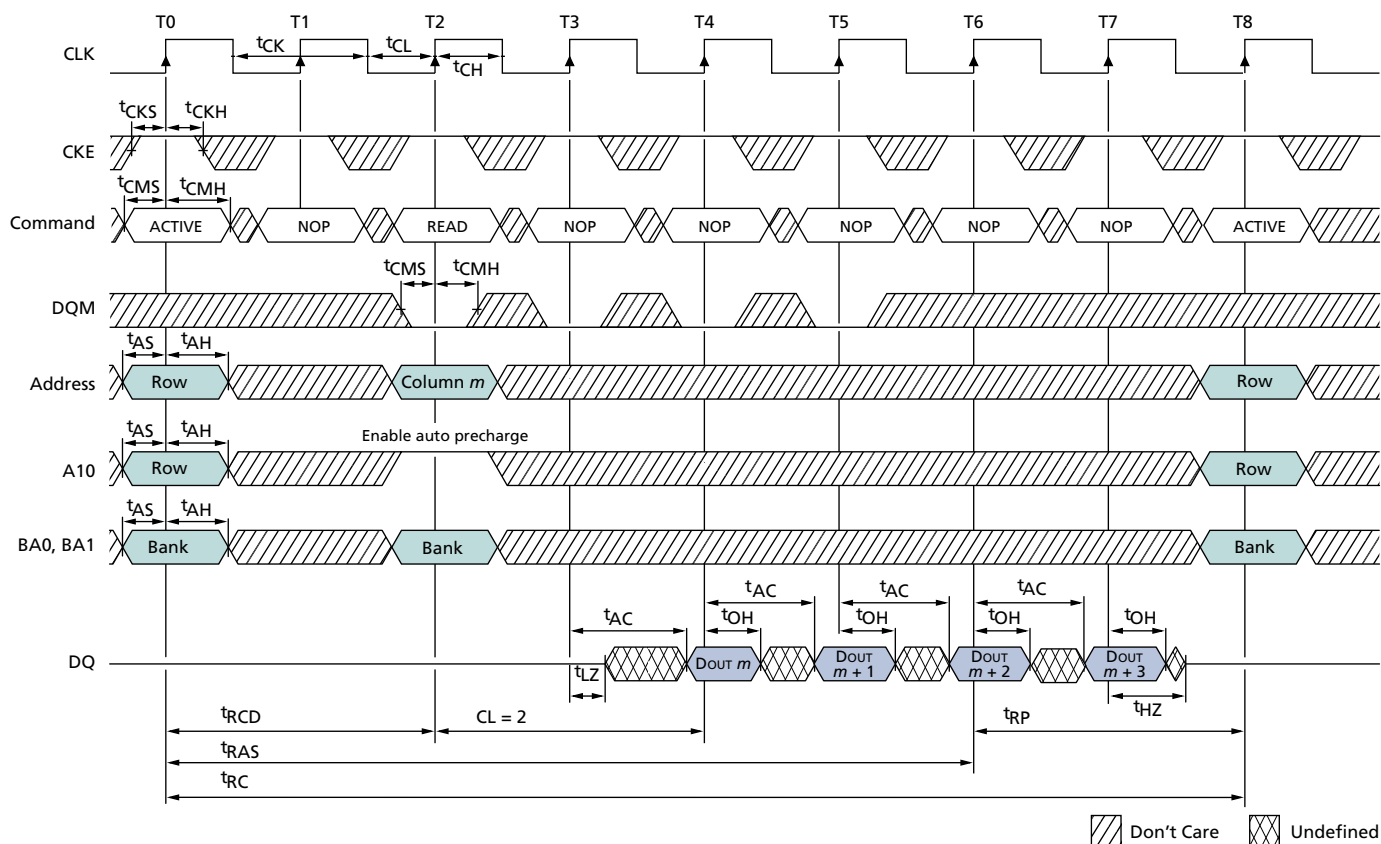 T0 T1 T2 T3 T4 T5 T6 T7 T8
CLK tCK tCL tCH
tCKS tCKH
CKE
tCMS tCMH
Command ACTIVE NOP READ NOP NOP NOP NOP NOP ACTIVE
tCMS tCMH
DQM
tAS tAH
Address Row Column m Row
tAS tAH Enable auto precharge
A10 Row Row
tAS tAH
BA0, BA1 Bank Bank Bank
tAC tAC tAC
tAC tOH tOH tOH tOH
DQ DOUT m DOUT m + 1 DOUT m + 2 DOUT m + 3
tLZ tHZ
tRCD CL = 2 tRP
tRAS
tRC
Don't Care Undefined